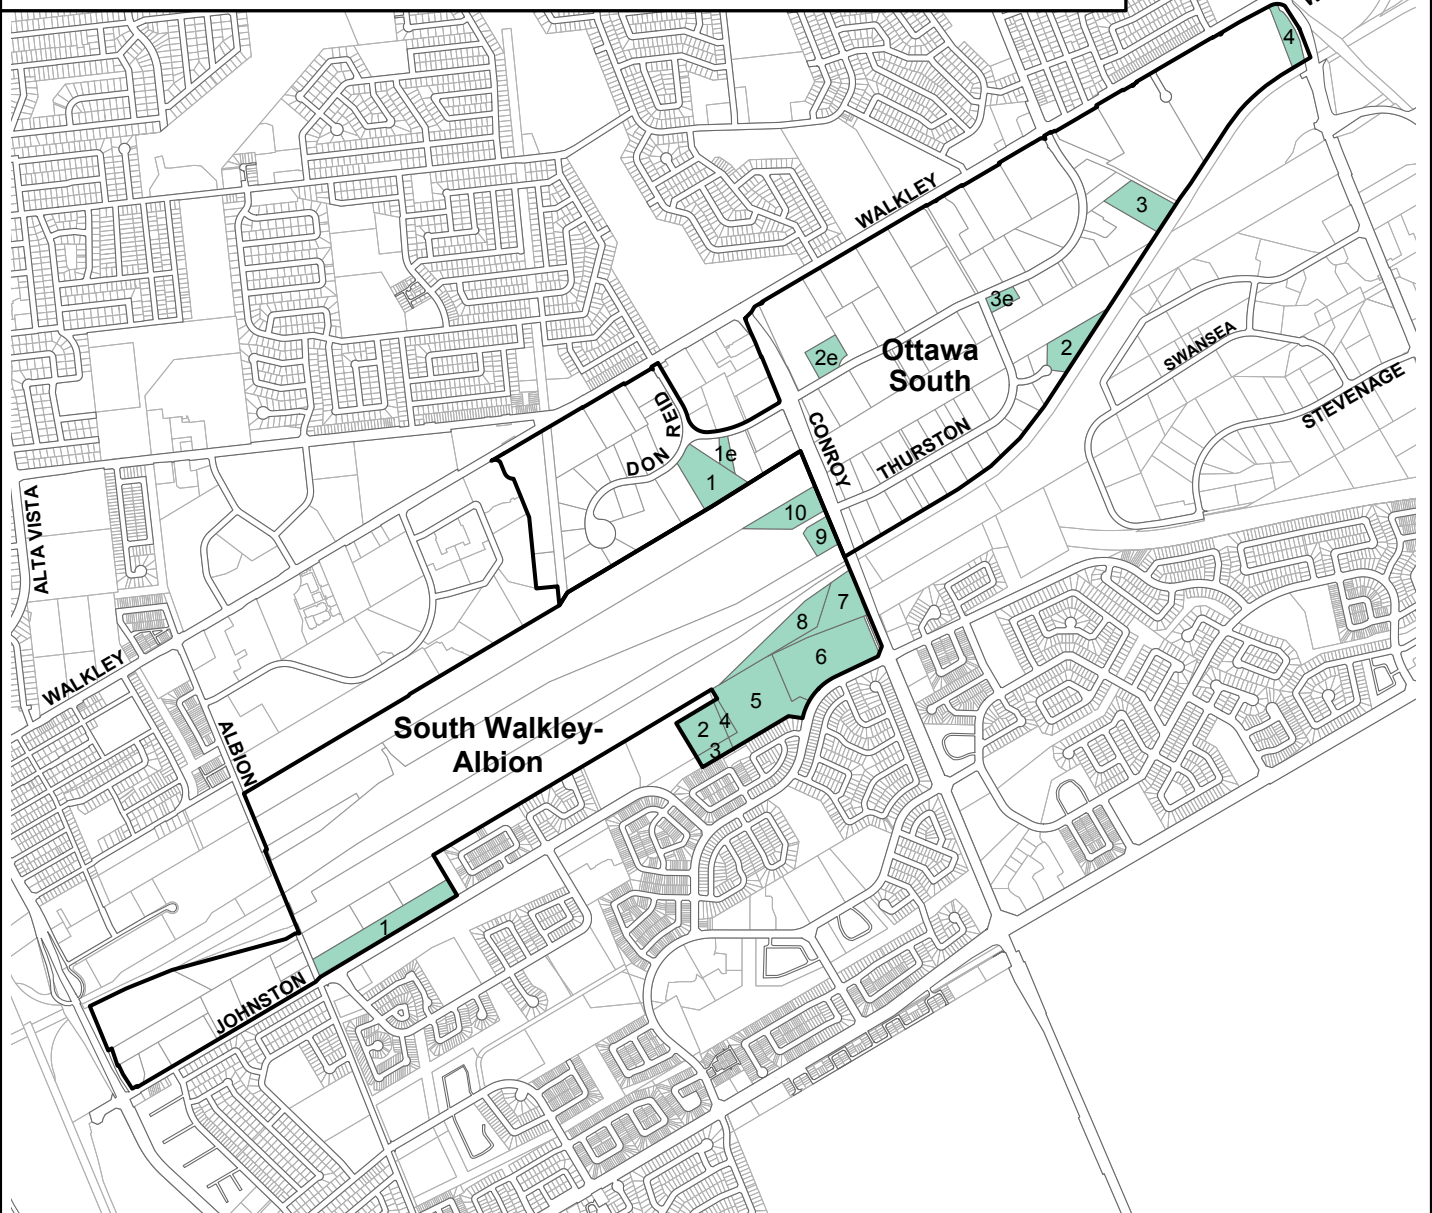 4
WALKLEY
3
3e
Ottawa
South
2e
2
SWANSEA
STEVENAGE
DON REID
CONROY
THURSTON
1e
1
10
9
ALTA VISTA
7
8
6
WALKLEY
5
2
4
3
ALBION
South Walkley-
Albion
1
JOHNSTON